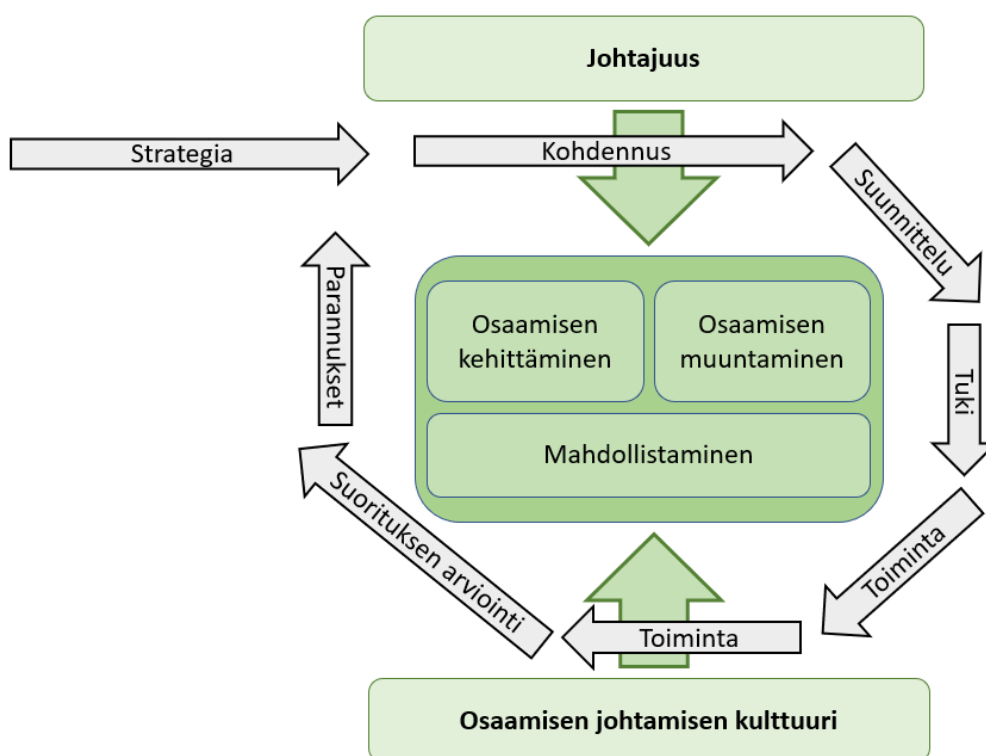 Johtajuus
Strategia
Kohdennus
Suunnittelu
Parannukset
Osaamisen
kehittäminen
Osaamisen
muuntaminen
Tuki
Mahdollistaminen
Suorituksen arviointi
Toiminta
Toiminta
Osaamisen johtamisen kulttuuri